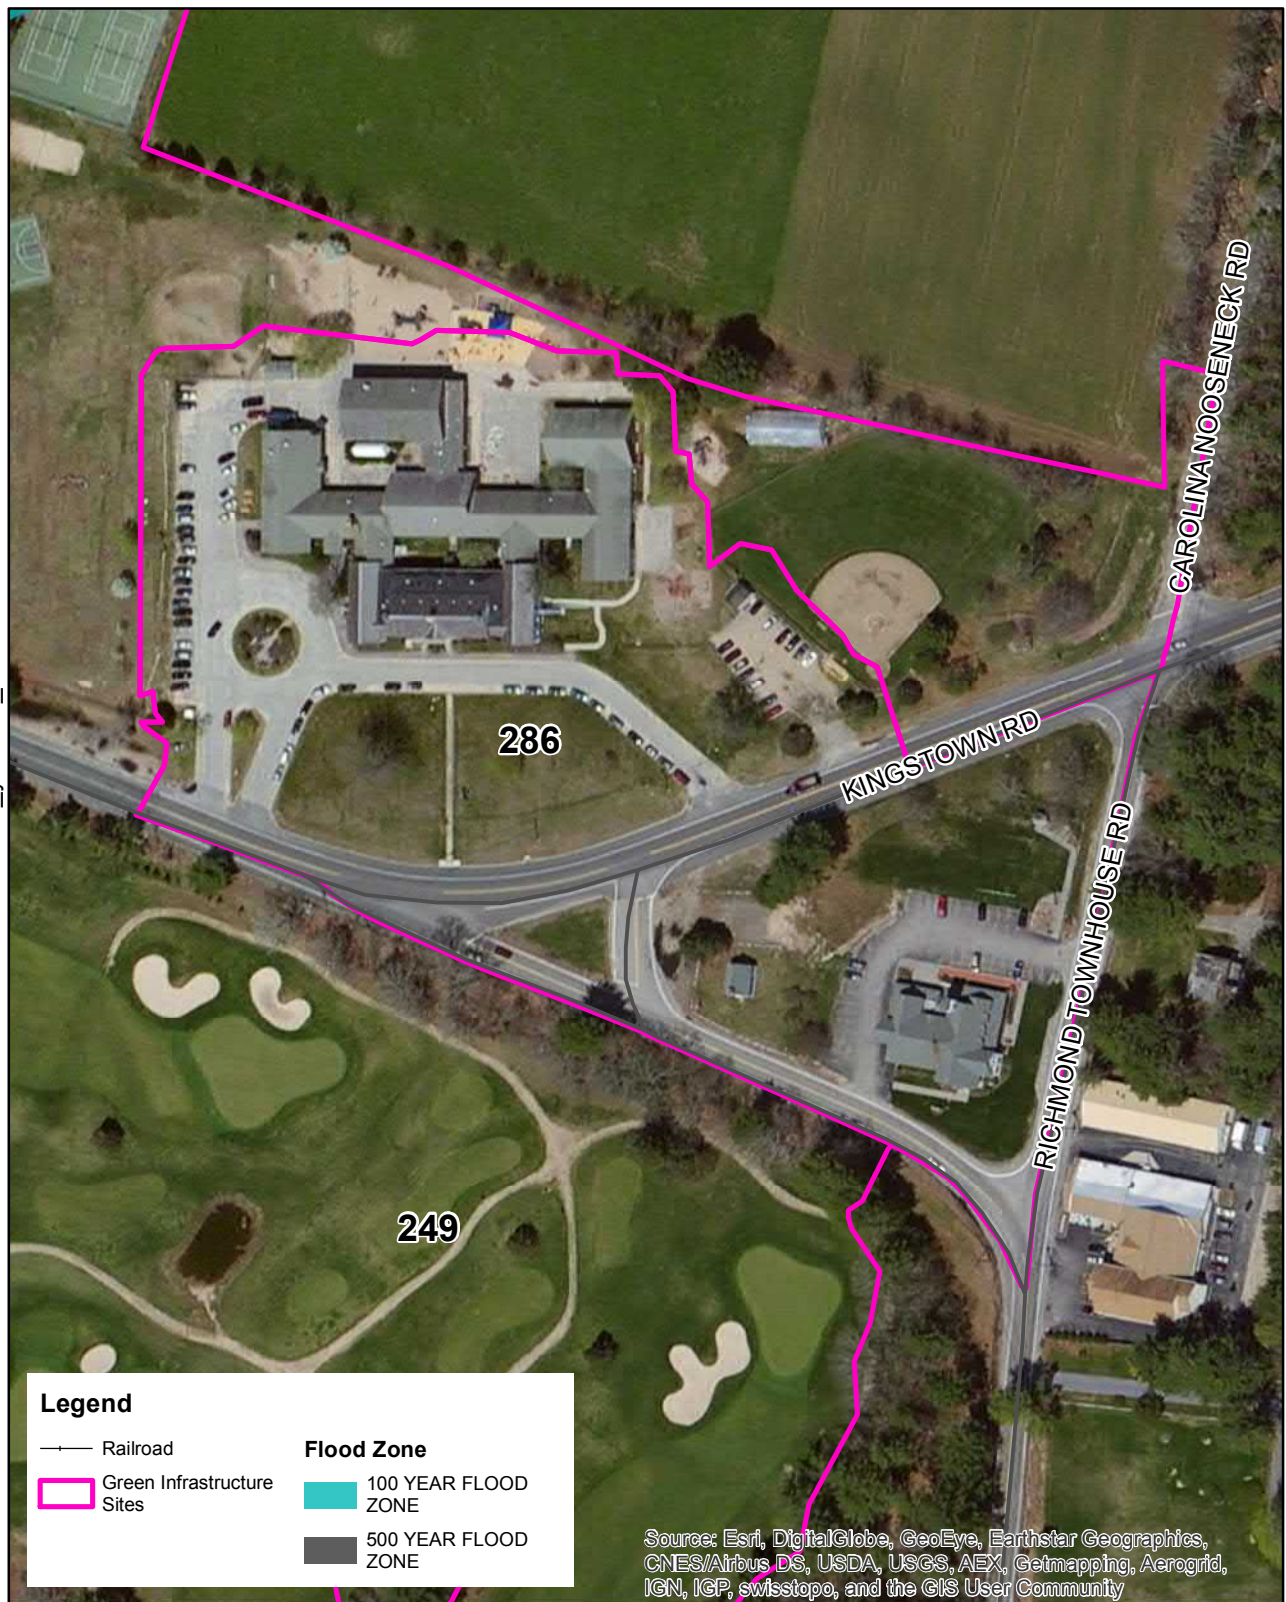 CAROLINA NOOSENECK RD
286
KINGSTOWN RD
RICHMOND TOWNHOUSE RD
249
Legend
Railroad
Green Infrastructure
Sites
Flood Zone
100 YEAR FLOOD
ZONE
500 YEAR FLOOD
ZONE
Source: Esri, DigitalGlobe, GeoEye, Earthstar Geographics,
CNES/Airbus DS, USDA, USGS, AEX, Getmapping, Aerogrid,
IGN, IGP, swisstopo, and the GIS User Community